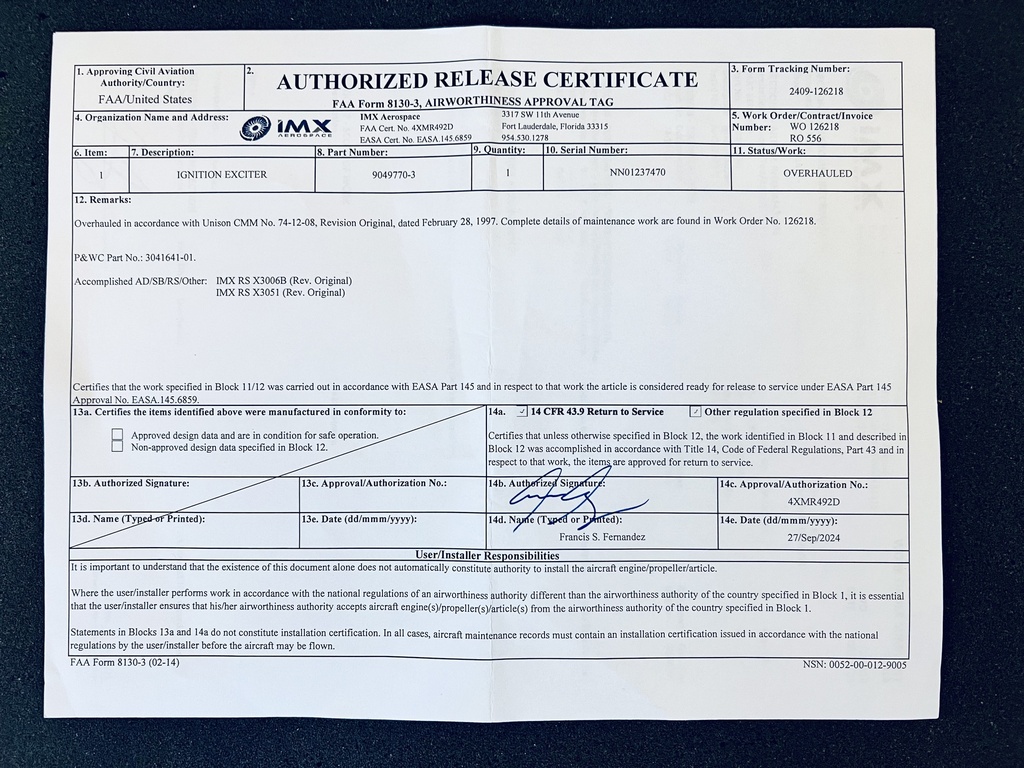 1. Approving Civil Aviation
Authority/Country:
FAA/United States
2.
AUTHORIZED RELEASE CERTIFICATE
FAA Form 8130-3, AIRWORTHINESS APPROVAL TAG
3. Form Tracking Number:
2409-126218
4. Organization Name and Address:
IMX
AEROSPACE
IMX Aerospace
FAA Cert. No. 4XMR492D
EASA Cert. No. EASA.145.6859
3317 SW 11th Avenue
Fort Lauderdale, Florida 33315
954.530.1278
5. Work Order/Contract/Invoice
Number: WO 126218
RO 556
6. Item:
1
7. Description:
IGNITION EXCITER
8. Part Number:
9049770-3
9. Quantity:
1
10. Serial Number:
NN01237470
11. Status/Work:
OVERHAULED
12. Remarks:
Overhauled in accordance with Unison CMM No. 74-12-08, Revision Original, dated February 28, 1997. Complete details of maintenance work are found in Work Order No. 126218.
P&WC Part No.: 3041641-01.
Accomplished AD/SB/RS/Other: IMX RS X3006B (Rev. Original)
IMX RS X3051 (Rev. Original)
Certifies that the work specified in Block 11/12 was carried out in accordance with EASA Part 145 and in respect to that work the article is considered ready for release to service under EASA Part 145
Approval No. EASA.145.6859.
13a. Certifies the items identified above were manufactured in conformity to:
Approved design data and are in condition for safe operation.
Non-approved design data specified in Block 12.
14a. ✓ 14 CFR 43.9 Return to Service ✓ Other regulation specified in Block 12
Certifies that unless otherwise specified in Block 12, the work identified in Block 11 and described in
Block 12 was accomplished in accordance with Title 14, Code of Federal Regulations, Part 43 and in
respect to that work, the items are approved for return to service.
13b. Authorized Signature:
13c. Approval/Authorization No.:
14b. Authorized Signature:
14c. Approval/Authorization No.:
4XMR492D
13d. Name (Typed or Printed):
13e. Date (dd/mmm/yyyy):
14d. Name (Typed or Printed):
Francis S. Fernandez
14e. Date (dd/mmm/yyyy):
27/Sep/2024
User/Installer Responsibilities
It is important to understand that the existence of this document alone does not automatically constitute authority to install the aircraft engine/propeller/article.
Where the user/installer performs work in accordance with the national regulations of an airworthiness authority different than the airworthiness authority of the country specified in Block 1, it is essential
that the user/installer ensures that his/her airworthiness authority accepts aircraft engine(s)/propeller(s)/article(s) from the airworthiness authority of the country specified in Block 1.
Statements in Blocks 13a and 14a do not constitute installation certification. In all cases, aircraft maintenance records must contain an installation certification issued in accordance with the national
regulations by the user/installer before the aircraft may be flown.
FAA Form 8130-3 (02-14)
NSN: 0052-00-012-9005